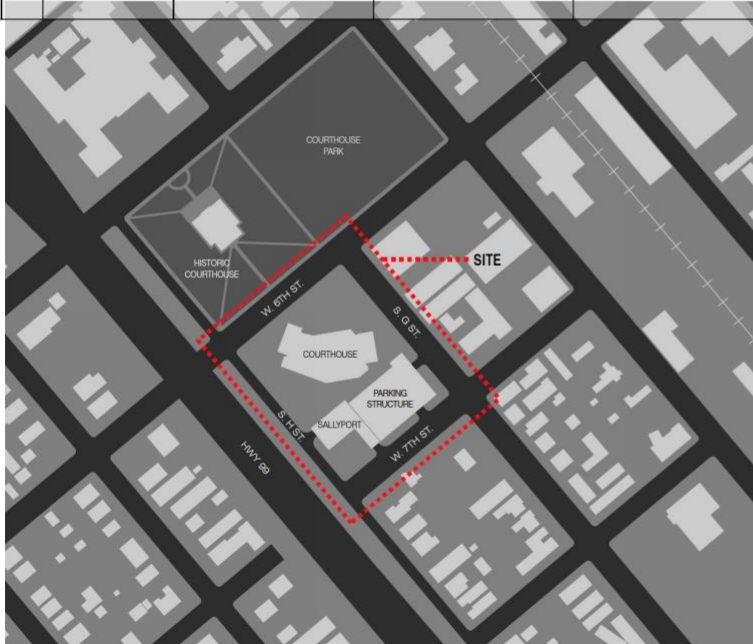 COURTHOUSE
PARK
HISTORIC
COURTHOUSE
SITE
W. 6TH ST.
S. G ST.
COURTHOUSE
PARKING
STRUCTURE
SALLYPORT
S. H ST.
W. 7TH ST.
HWY 99